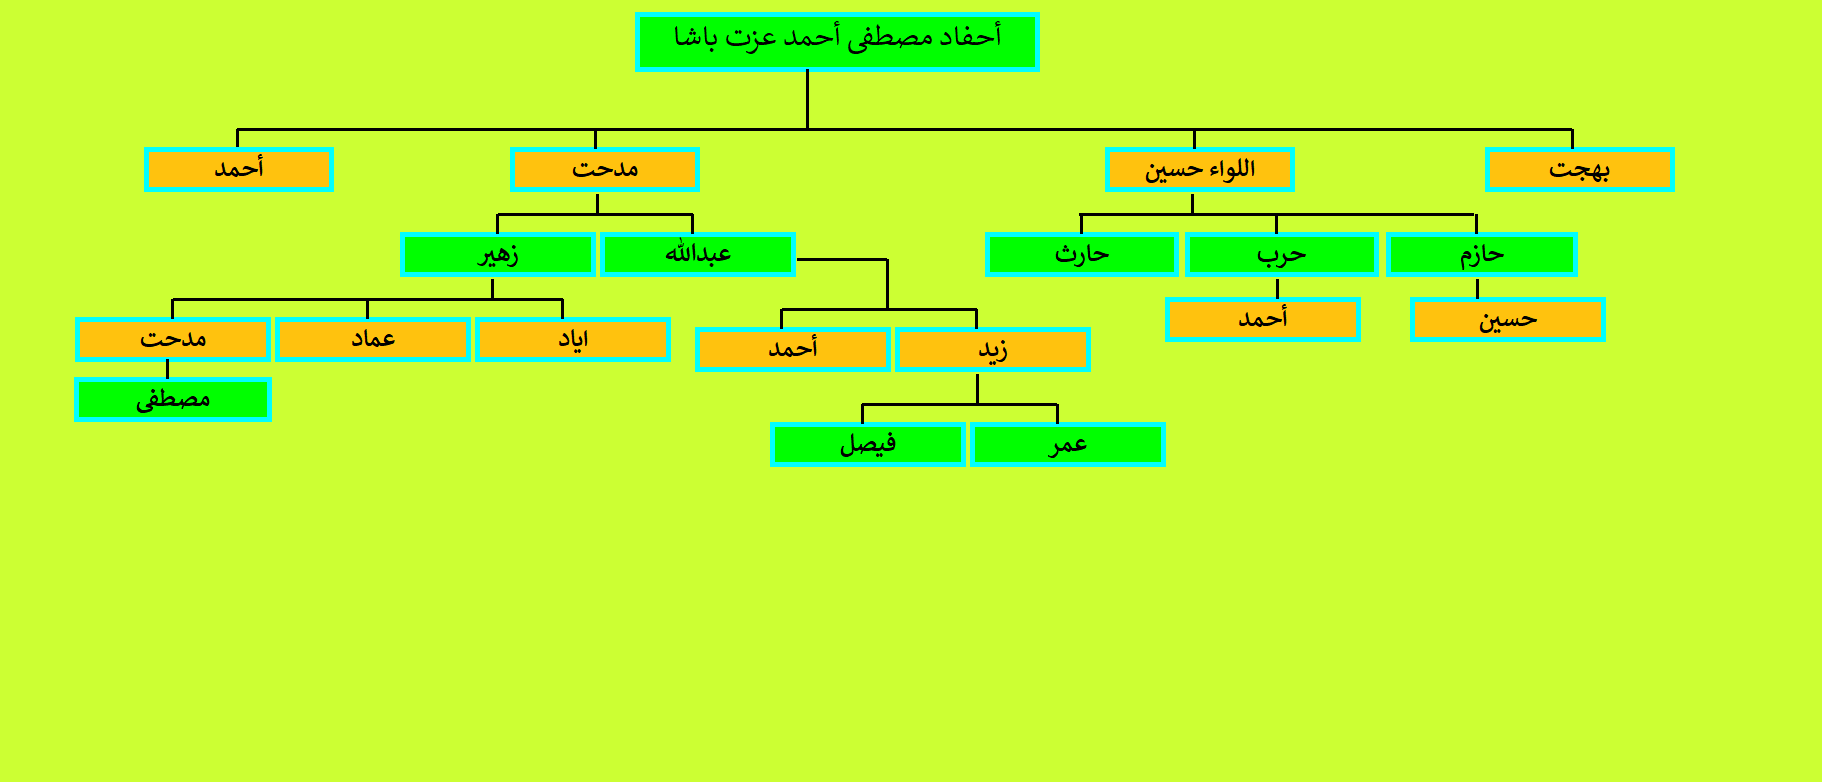 أحفاد مصطفى أحمد عزت باشا
بهجت
اللواء حسين
مدحت
أحمد
حازم
حرب
حارث
عبدالله
زهير
حسين
أحمد
زيد
أحمد
اياد
عماد
مدحت
مصطفى
عمر
فيصل